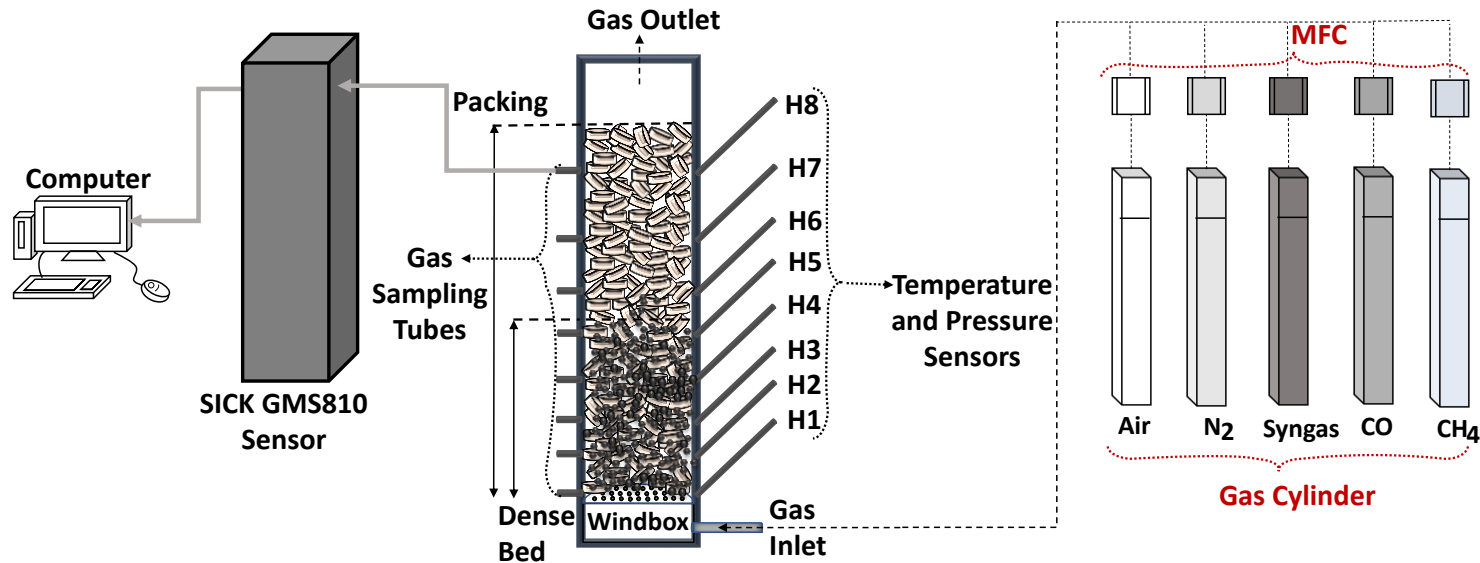 Gas Outlet
MFC
Packing
H8
H7
H6
H5
H4
H3
H2
H1
Computer
Gas
Sampling
Tubes
Temperature
and Pressure
Sensors
SICK GMS810
Sensor
Dense
Bed
Windbox
Gas
Inlet
Air
N₂
Syngas
CO
CH₄
Gas Cylinder